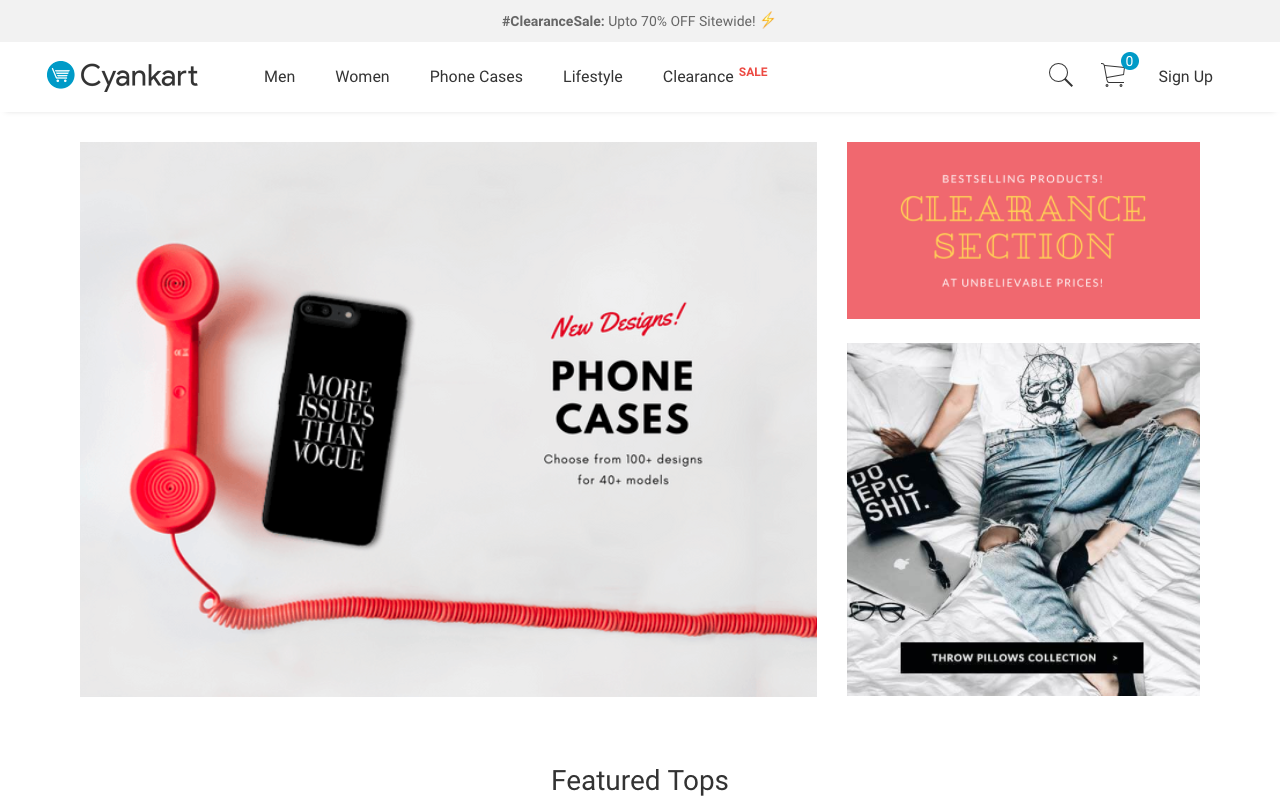 #ClearanceSale: Upto 70% OFF Sitewide! ⚡
Cyankart
Men
Women
Phone Cases
Lifestyle
Clearance SALE
0
Sign Up
MORE
ISSUES
THAN
VOGUE
New Designs!
PHONE
CASES
Choose from 100+ designs
for 40+ models
BESTSELLING PRODUCTS!
CLEARANCE
SECTION
AT UNBELIEVABLE PRICES!
DO
EPIC
SHIT.
THROW PILLOWS COLLECTION >
Featured Tops